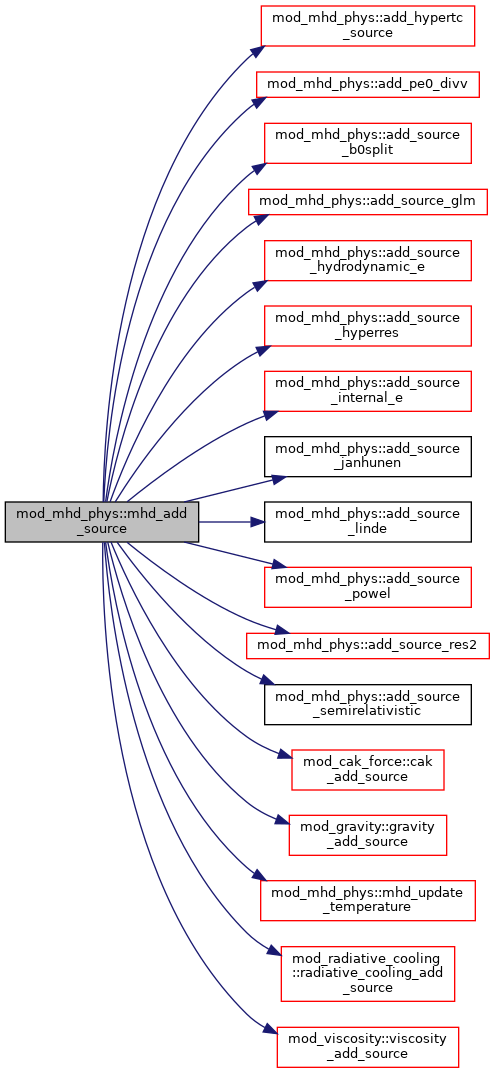 mod_mhd_phys::add_hypertc
_source
mod_mhd_phys::add_pe0_divv
mod_mhd_phys::add_source
_b0split
mod_mhd_phys::add_source_glm
mod_mhd_phys::add_source
_hydrodynamic_e
mod_mhd_phys::add_source
_hyperres
mod_mhd_phys::add_source
_internal_e
mod_mhd_phys::add_source
_janhunen
mod_mhd_phys::mhd_add
_source
mod_mhd_phys::add_source
_linde
mod_mhd_phys::add_source
_powel
mod_mhd_phys::add_source_res2
mod_mhd_phys::add_source
_semirelativistic
mod_cak_force::cak
_add_source
mod_gravity::gravity
_add_source
mod_mhd_phys::mhd_update
_temperature
mod_radiative_cooling
::radiative_cooling_add
_source
mod_viscosity::viscosity
_add_source